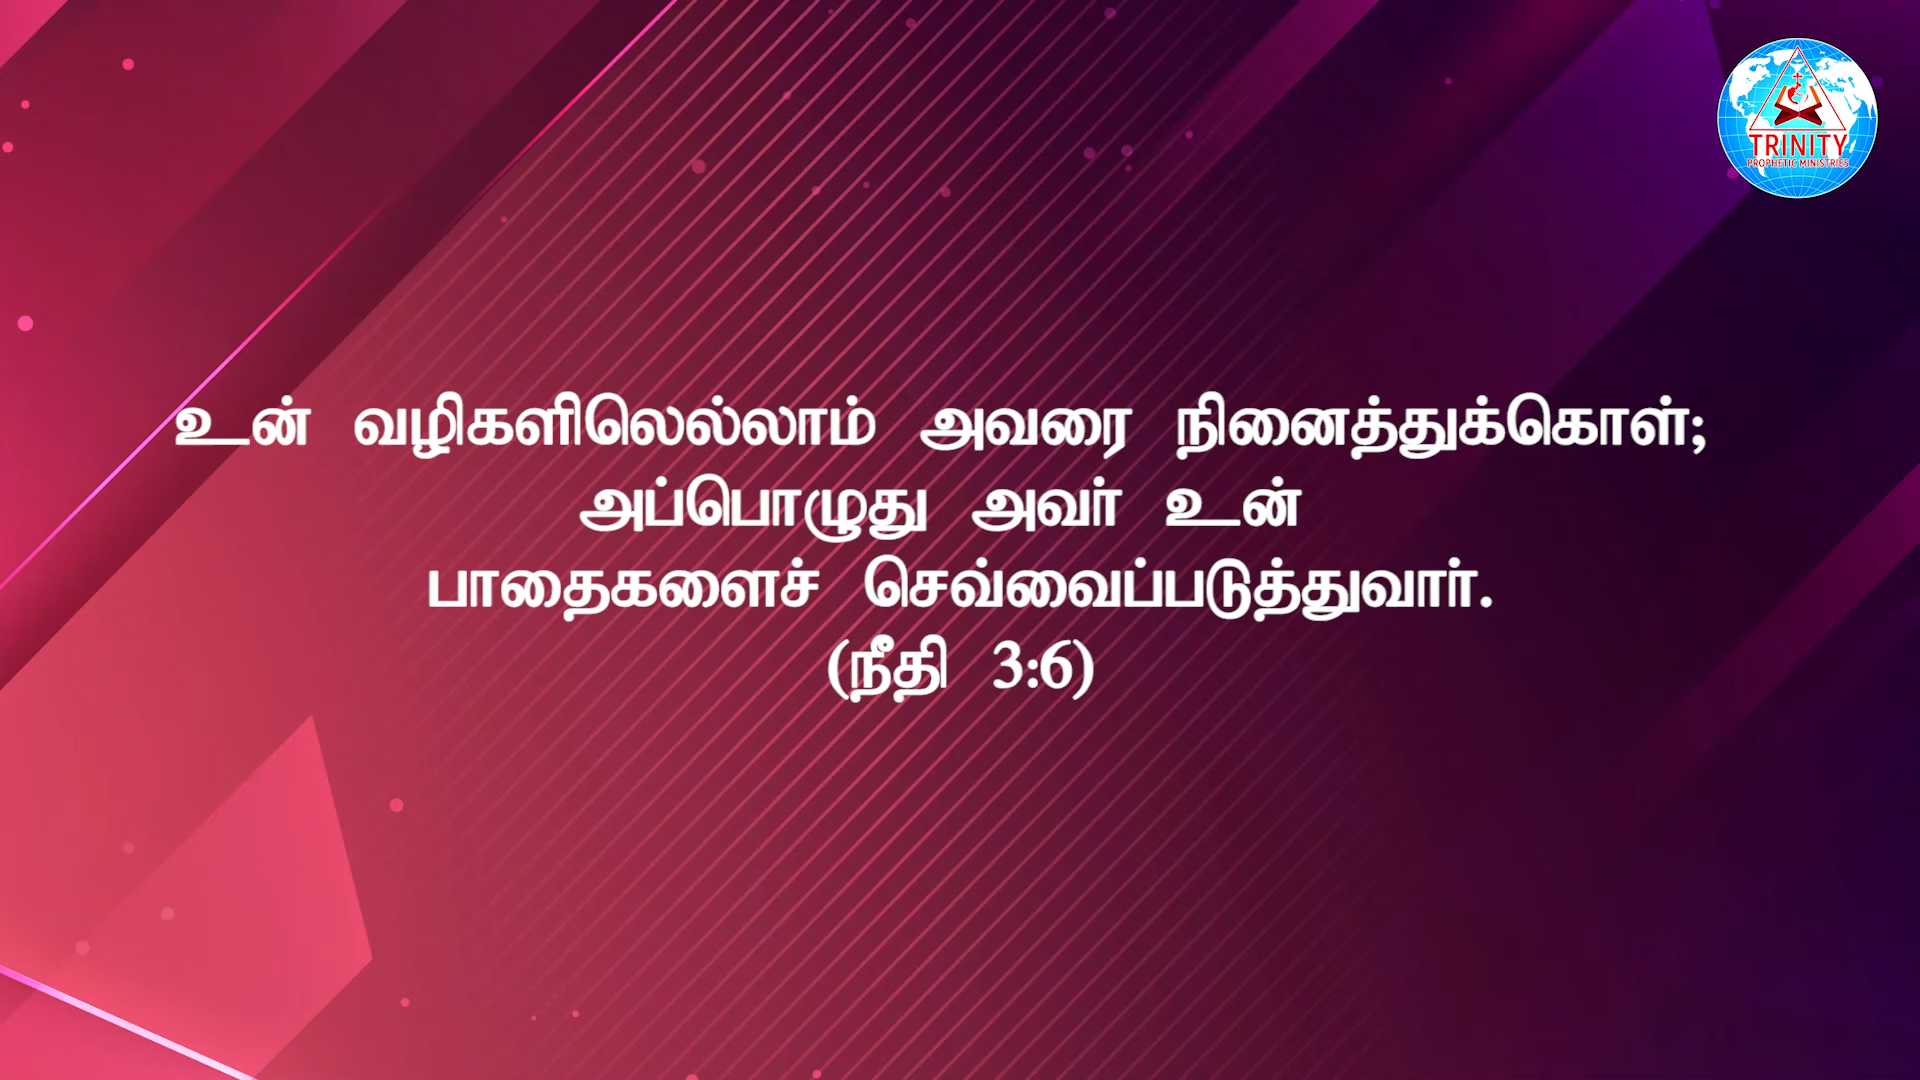 TRINITY
PROPHETIC MINISTRIES
உன் வழிகளிலெல்லாம் அவரை நினைத்துக்கொள்;
அப்பொழுது அவர் உன்
பாதைகளைச் செவ்வைப்படுத்துவார்.
(நீதி 3:6)